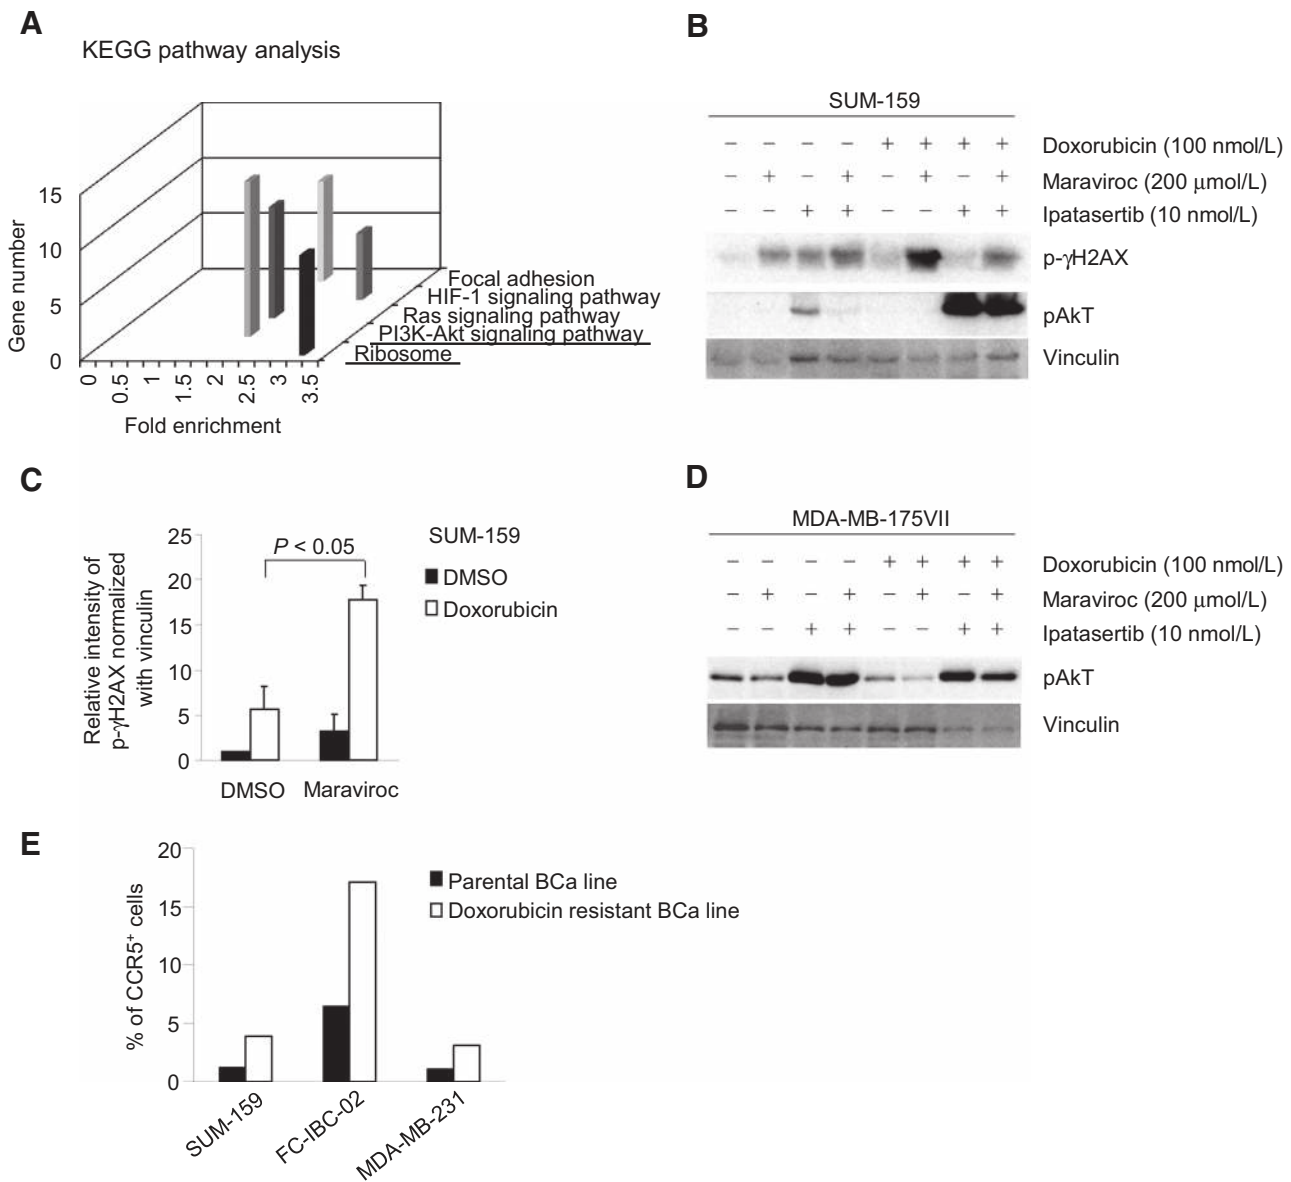 A
KEGG pathway analysis
15
10
5
0
Gene number
0 0.5 1 1.5 2 2.5 3 3.5
Fold enrichment
Focal adhesion
HIF-1 signaling pathway
Ras signaling pathway
PI3K-Akt signaling pathway
Ribosome
B
SUM-159
− − − − + + + + Doxorubicin (100 nmol/L)
− + − + − + − + Maraviroc (200 μmol/L)
− − + + − − + + Ipatasertib (10 nmol/L)
p-γH2AX
pAkT
Vinculin
C
25
20
15
10
5
0
Relative intensity of
p-γH2AX normalized
with vinculin
P < 0.05
DMSO Maraviroc
SUM-159
DMSO
Doxorubicin
D
MDA-MB-175VII
− − − − + + + + Doxorubicin (100 nmol/L)
− + − + − + − + Maraviroc (200 μmol/L)
− − + + − − + + Ipatasertib (10 nmol/L)
pAkT
Vinculin
E
20
15
10
5
0
% of CCR5⁺ cells
Parental BCa line
Doxorubicin resistant BCa line
SUM-159
FC-IBC-02
MDA-MB-231